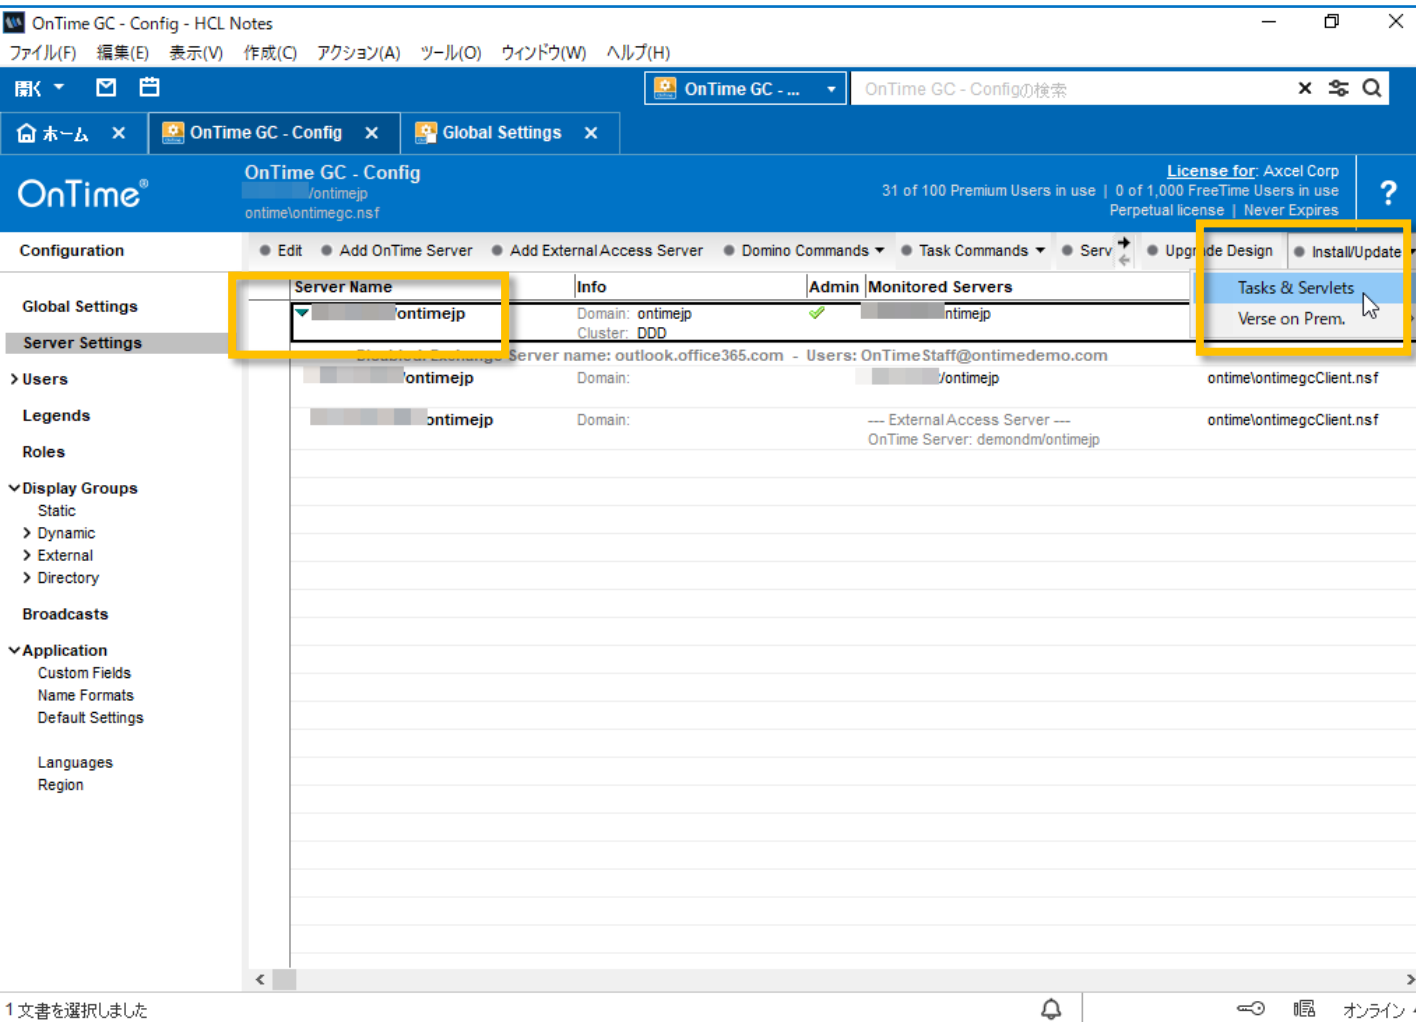 OnTime GC - Config - HCL Notes
ファイル(F) 編集(E) 表示(V) 作成(C) アクション(A) ツール(O) ウィンドウ(W) ヘルプ(H)
開く OnTime GC - ... OnTime GC - Configの検索
ホーム OnTime GC - Config Global Settings
OnTime®
OnTime GC - Config
/ontimejp
ontime\ontimegc.nsf
License for: Axcel Corp
31 of 100 Premium Users in use | 0 of 1,000 FreeTime Users in use
Perpetual license | Never Expires
?
Configuration
Edit Add OnTime Server Add External Access Server Domino Commands Task Commands Serv Upgrade Design Install/Update
Tasks & Servlets
Verse on Prem.
Global Settings
Server Settings
Users
Legends
Roles
Display Groups
Static
Dynamic
External
Directory
Broadcasts
Application
Custom Fields
Name Formats
Default Settings
Languages
Region
Server Name Info Admin Monitored Servers
/ontimejp Domain: ontimejp ntimejp
Cluster: DDD
Disabled: Exchange Server name: outlook.office365.com - Users: OnTimeStaff@ontimedemo.com
/ontimejp Domain: /ontimejp ontime\ontimegcClient.nsf
ontimejp Domain: --- External Access Server --- ontime\ontimegcClient.nsf
OnTime Server: demondm/ontimejp
1 文書を選択しました
オンライン